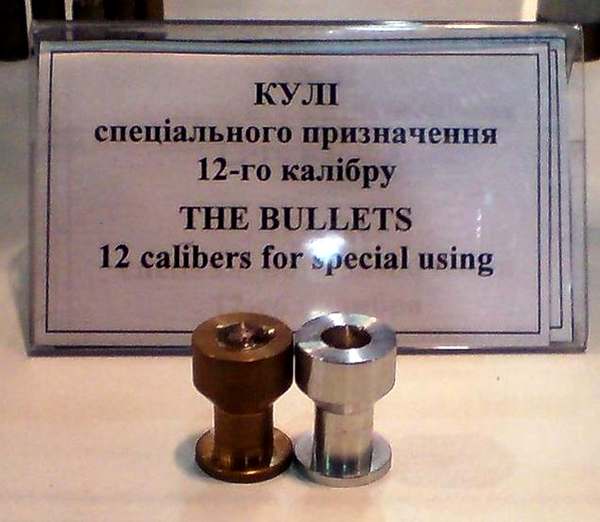 КУЛІ
спеціального призначення
12-го калібру
THE BULLETS
12 calibers for special using